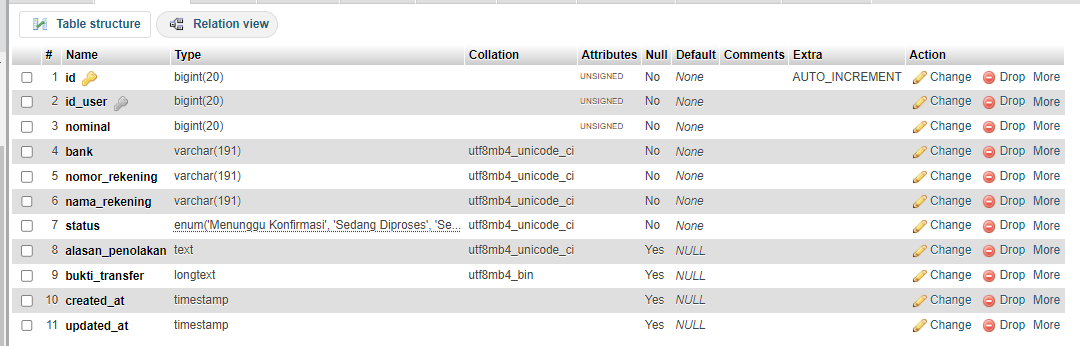 Table structure Relation view
# Name Type Collation Attributes Null Default Comments Extra Action
1 id bigint(20) UNSIGNED No None AUTO_INCREMENT Change Drop More
2 id_user bigint(20) UNSIGNED No None Change Drop More
3 nominal bigint(20) UNSIGNED No None Change Drop More
4 bank varchar(191) utf8mb4_unicode_ci No None Change Drop More
5 nomor_rekening varchar(191) utf8mb4_unicode_ci No None Change Drop More
6 nama_rekening varchar(191) utf8mb4_unicode_ci No None Change Drop More
7 status enum('Menunggu Konfirmasi', 'Sedang Diproses', 'Se... utf8mb4_unicode_ci No None Change Drop More
8 alasan_penolakan text utf8mb4_unicode_ci Yes NULL Change Drop More
9 bukti_transfer longtext utf8mb4_bin Yes NULL Change Drop More
10 created_at timestamp Yes NULL Change Drop More
11 updated_at timestamp Yes NULL Change Drop More